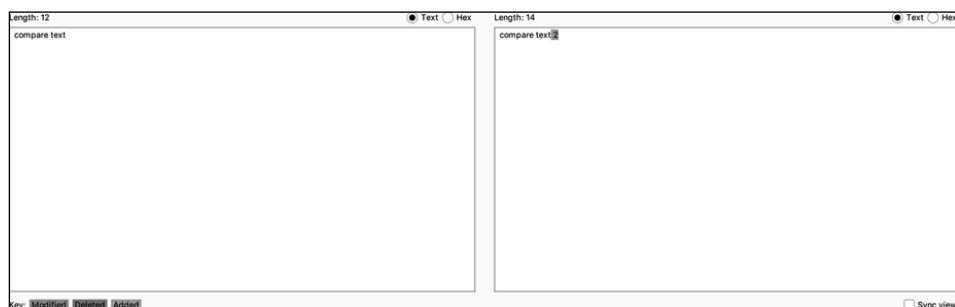 Length: 12 Text Hex
Length: 14 Text Hex
compare text
compare text 2
Key: Modified Deleted Added
Sync view